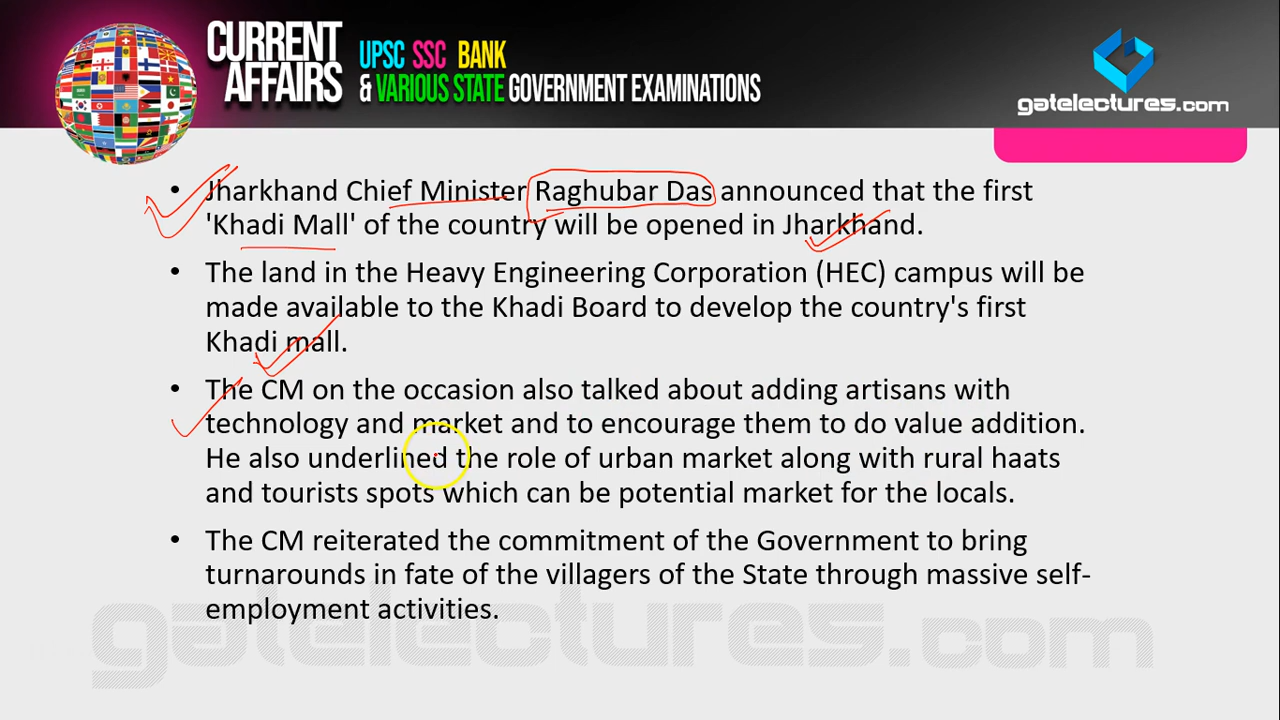 CURRENT
AFFAIRS
UPSC SSC BANK
& VARIOUS STATE GOVERNMENT EXAMINATIONS
gatelectures.com
• Jharkhand Chief Minister Raghubar Das announced that the first
'Khadi Mall' of the country will be opened in Jharkhand.
• The land in the Heavy Engineering Corporation (HEC) campus will be
made available to the Khadi Board to develop the country's first
Khadi mall.
• The CM on the occasion also talked about adding artisans with
technology and market and to encourage them to do value addition.
He also underlined the role of urban market along with rural haats
and tourists spots which can be potential market for the locals.
• The CM reiterated the commitment of the Government to bring
turnarounds in fate of the villagers of the State through massive self-
employment activities.
gatelectures.com